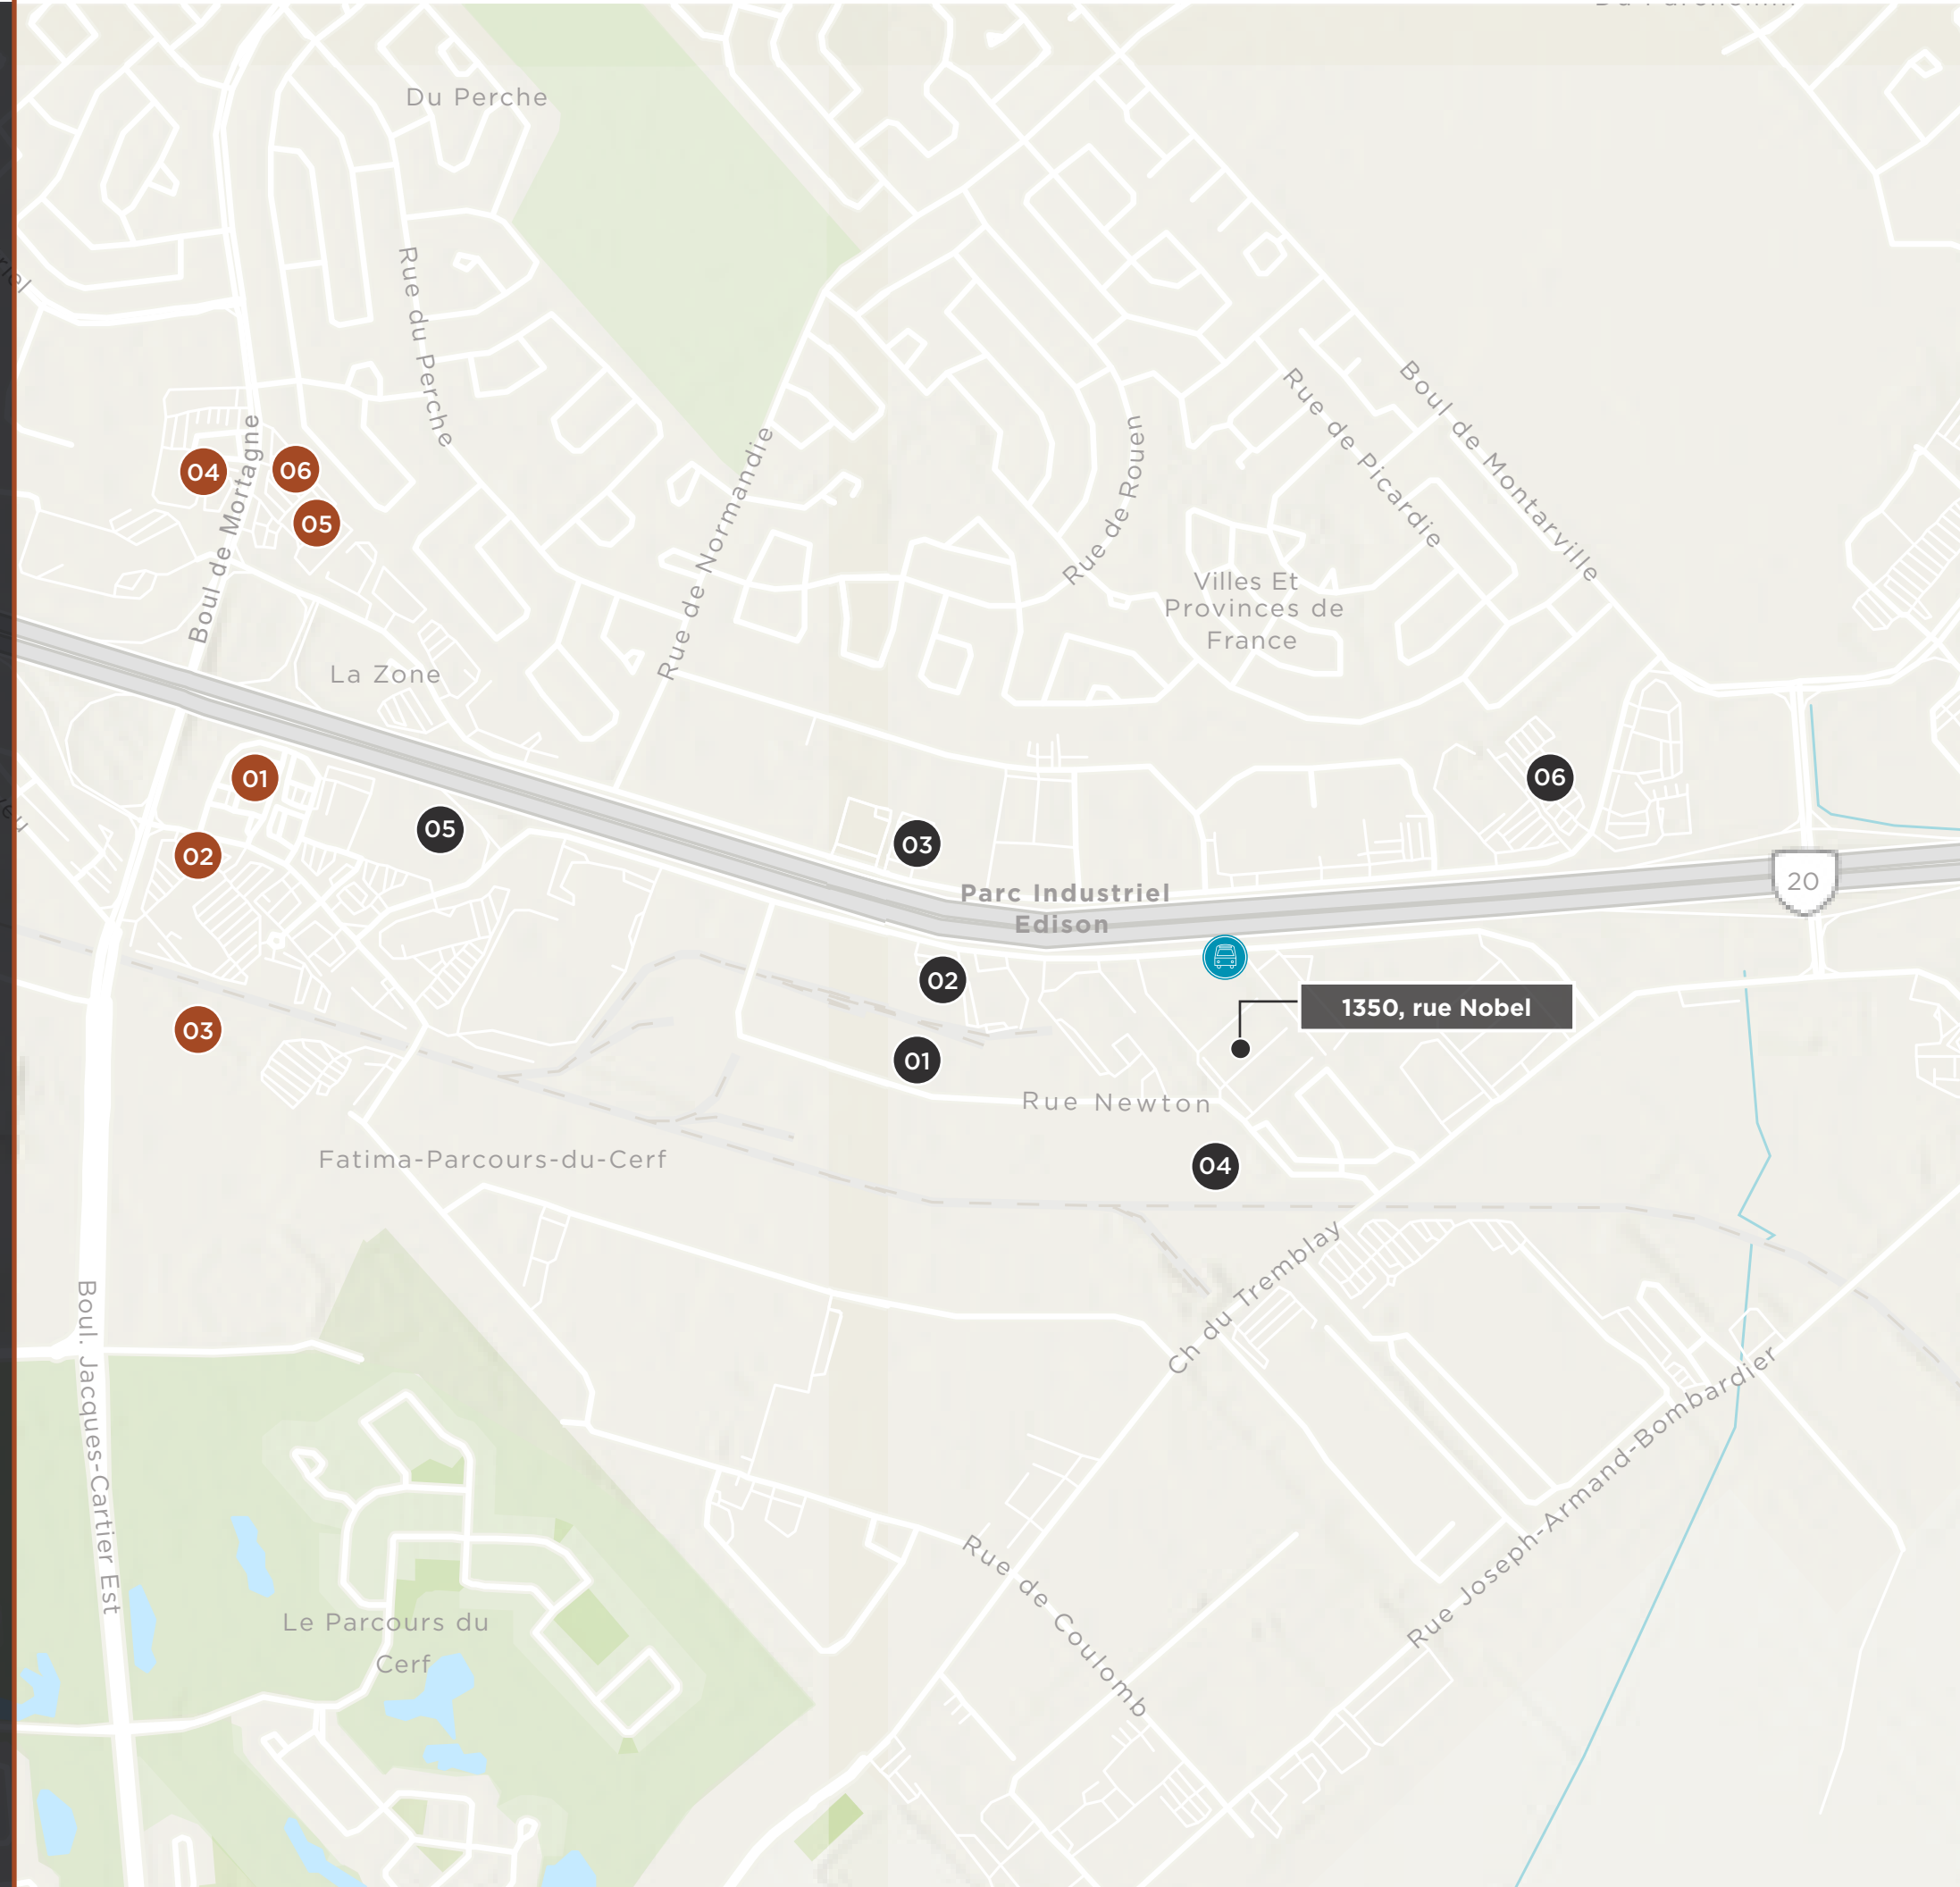 Du Perche
Rue du Perche
Boul de Mortagne
04
06
05
Rue de Normandie
Rue de Rouen
Rue de Picardie
Boul de Montarville
Villes Et
Provinces de
France
La Zone
01
02
05
03
06
Parc Industriel
Edison
20
02
03
01
1350, rue Nobel
Rue Newton
04
Fatima-Parcours-du-Cerf
Ch du Tremblay
Boul. Jacques-Cartier Est
Rue Joseph-Armand-Bombardier
Rue de Coulomb
Le Parcours du
Cerf